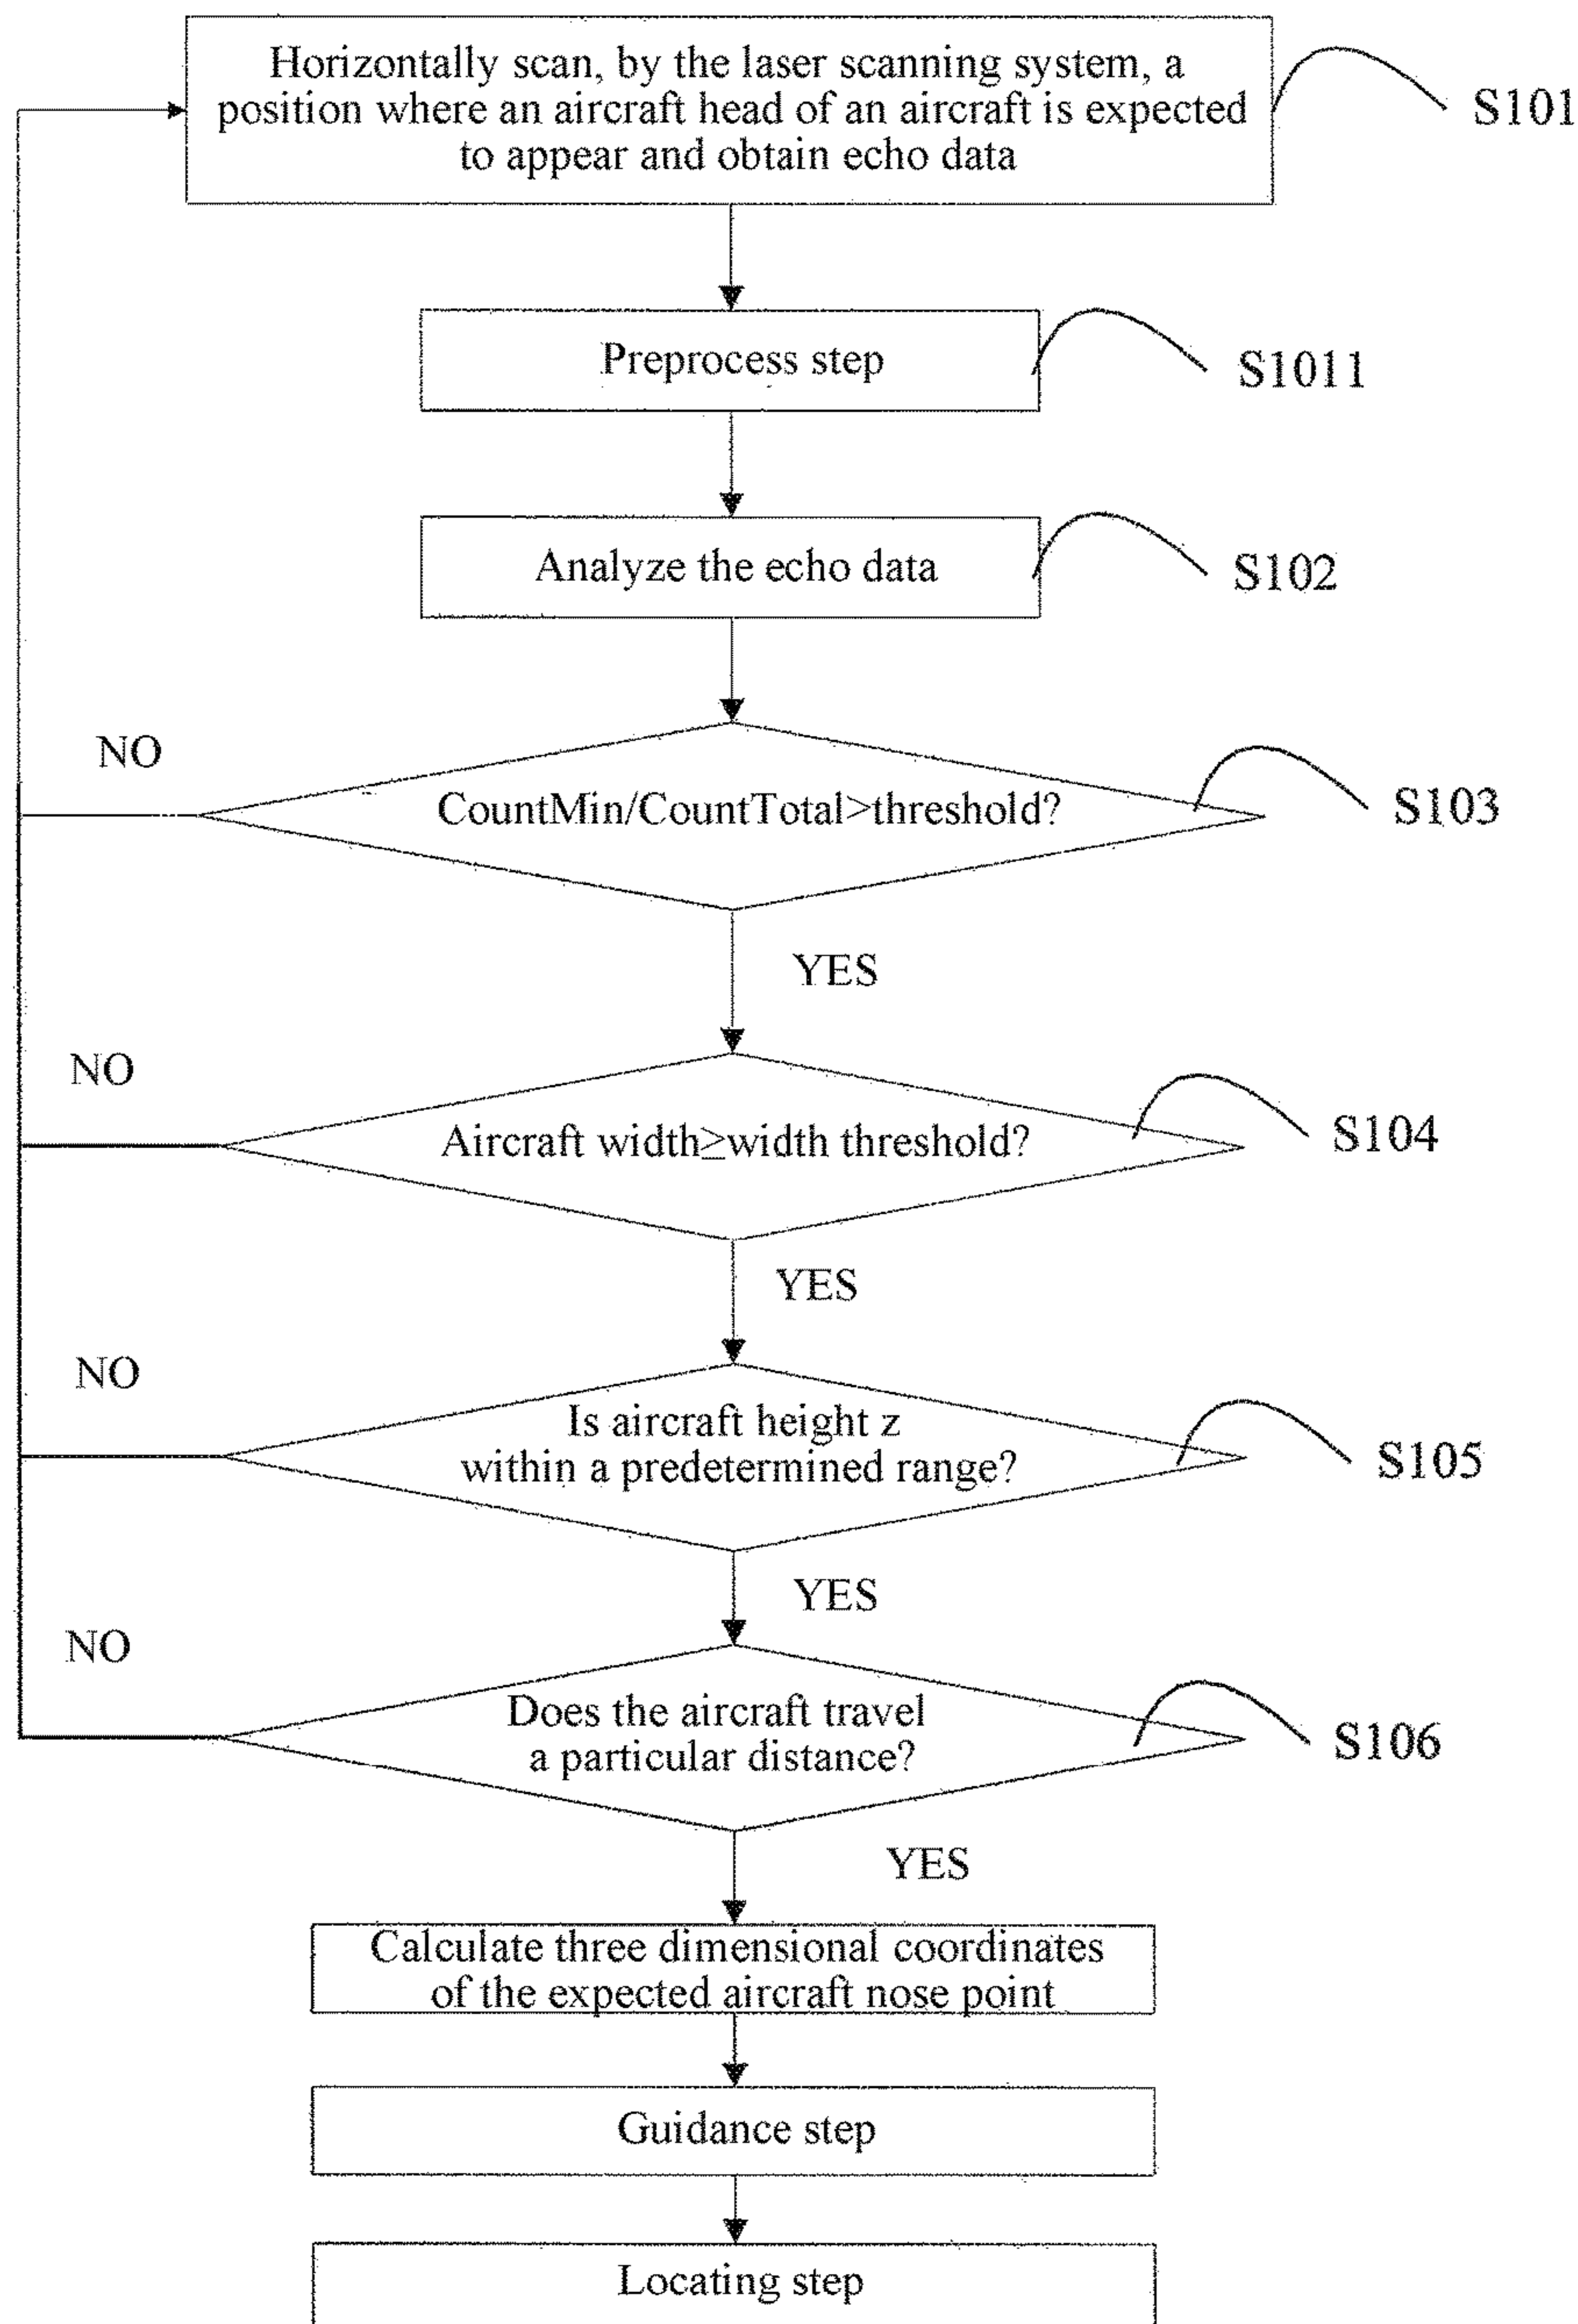 Horizontally scan, by the laser scanning system, a
position where an aircraft head of an aircraft is expected
to appear and obtain echo data
S101
Preprocess step
S1011
Analyze the echo data
S102
CountMin/CountTotal>threshold?
S103
NO
YES
Aircraft width≥width threshold?
S104
NO
YES
Is aircraft height z
within a predetermined range?
S105
NO
YES
Does the aircraft travel
a particular distance?
S106
NO
YES
Calculate three dimensional coordinates
of the expected aircraft nose point
Guidance step
Locating step